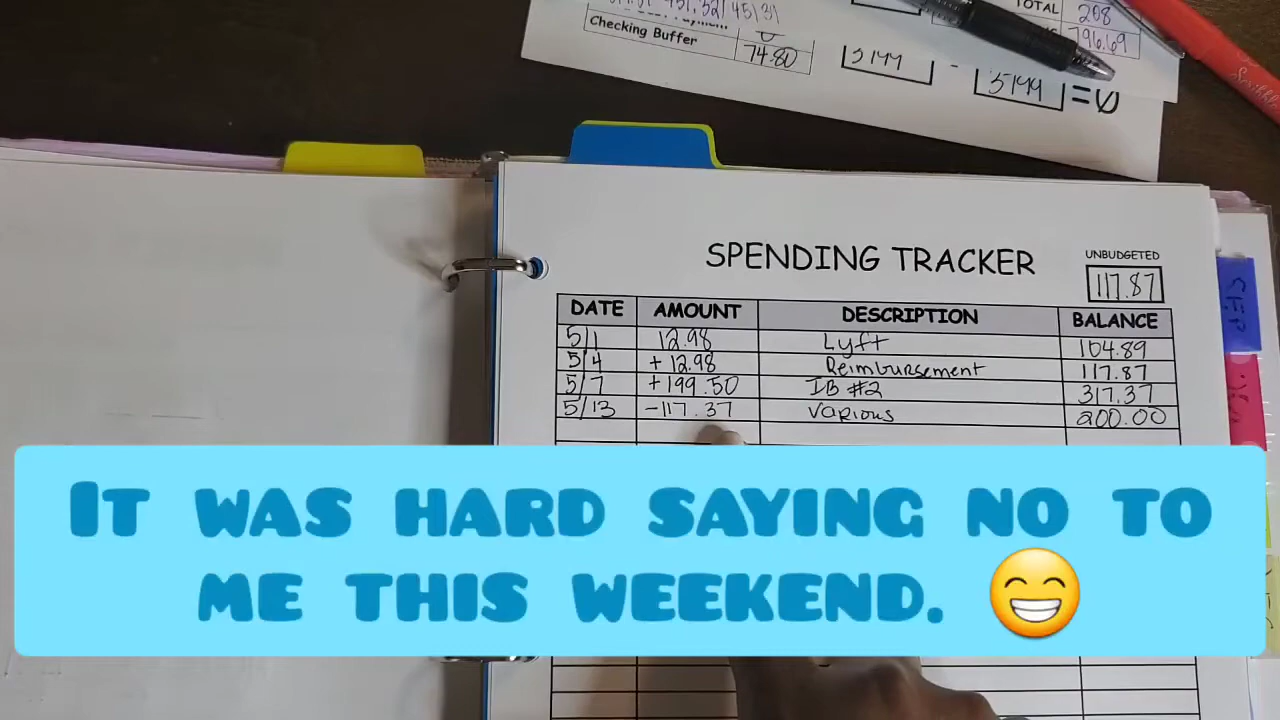 TOTAL 208
796.69
Checking Buffer 74.80
5199 - 5199 = 0
SPENDING TRACKER
UNBUDGETED
117.87
DATE AMOUNT DESCRIPTION BALANCE
5/1 12.98 Lyft 104.89
5/4 + 12.98 Reimbursement 117.87
5/7 +199.50 IB #2 317.37
5/13 -117.37 Various 200.00
IT WAS HARD SAYING NO TO
ME THIS WEEKEND. 😁